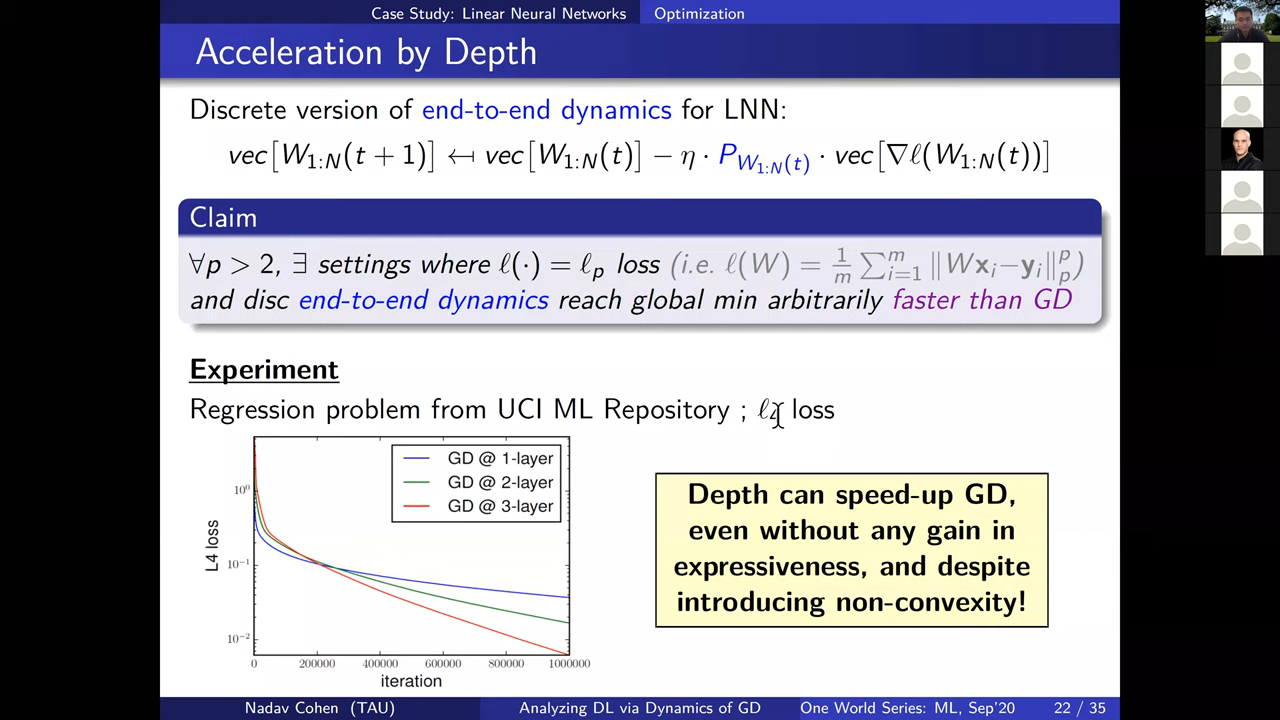 Case Study: Linear Neural Networks Optimization
Acceleration by Depth
Discrete version of end-to-end dynamics for LNN:
vec[W₁:N(t + 1)] ↤ vec[W₁:N(t)] − η · P_{W₁:N(t)} · vec[∇ℓ(W₁:N(t))]
Claim
∀p > 2, ∃ settings where ℓ(·) = ℓₚ loss (i.e. ℓ(W) = 1/m ∑ᵢ₌₁ᵐ ‖Wxᵢ−yᵢ‖ₚᵖ)
and disc end-to-end dynamics reach global min arbitrarily faster than GD
Experiment
Regression problem from UCI ML Repository ; ℓ₄ loss
GD @ 1-layer
GD @ 2-layer
GD @ 3-layer
L4 loss
10⁰
10⁻¹
10⁻²
0 200000 400000 600000 800000 1000000
iteration
Depth can speed-up GD,
even without any gain in
expressiveness, and despite
introducing non-convexity!
Nadav Cohen (TAU) Analyzing DL via Dynamics of GD One World Series: ML, Sep'20 22 / 35